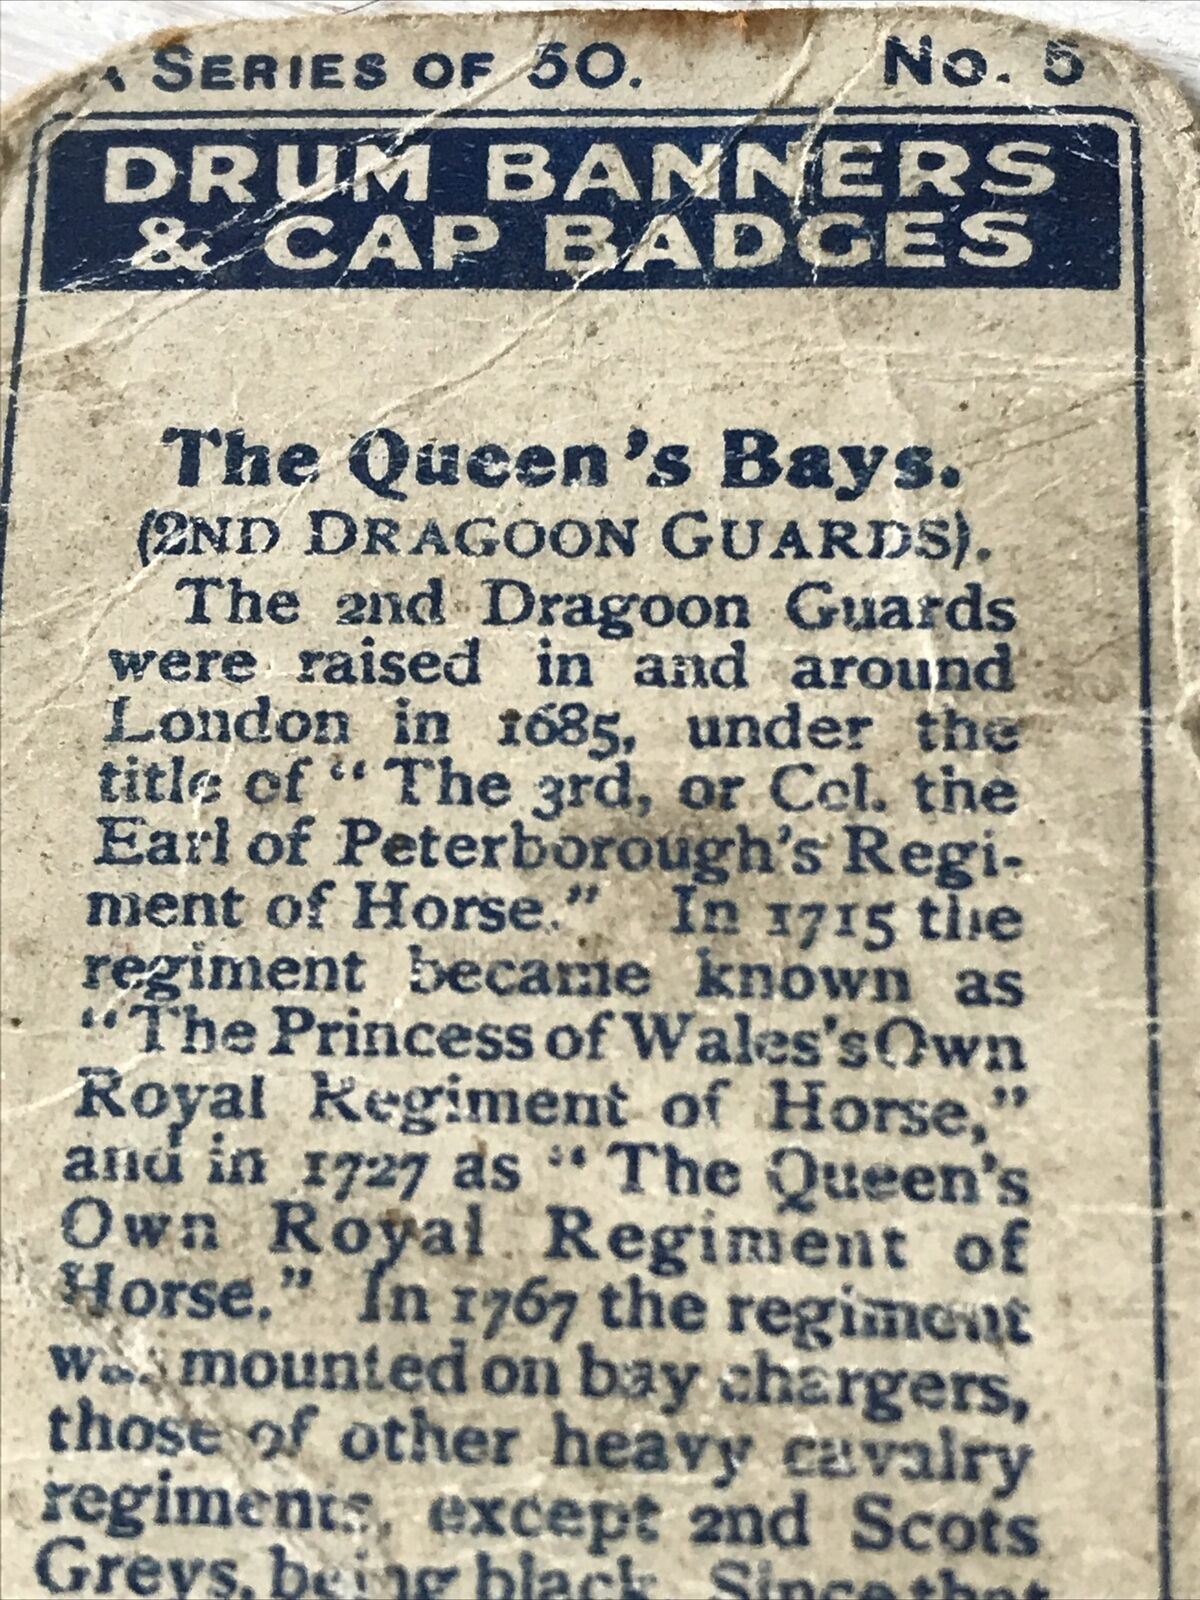 A SERIES OF 50. No. 5
DRUM BANNERS
& CAP BADGES
The Queen's Bays.
(2ND DRAGOON GUARDS).
The 2nd Dragoon Guards
were raised in and around
London in 1685, under the
title of "The 3rd, or Col. the
Earl of Peterborough's Regi-
ment of Horse." In 1715 the
regiment became known as
"The Princess of Wales's Own
Royal Regiment of Horse,"
and in 1727 as "The Queen's
Own Royal Regiment of
Horse." In 1767 the regiment
was mounted on bay chargers,
those of other heavy cavalry
regiments, except 2nd Scots
Greys, being black. Since that